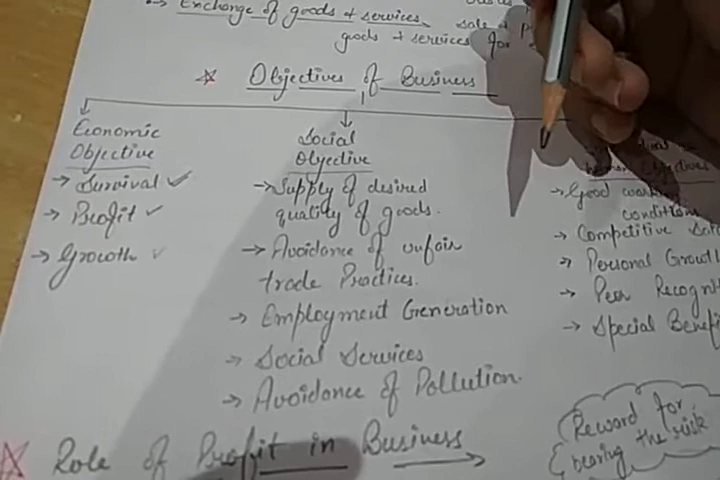 Exchange of goods + services
goods + services for
Objectives of Business
Economic
Objective
→ Survival ✓
→ Profit ✓
→ Growth ✓
Social
Objective
→ Supply of desired
quality of goods.
→ Avoidance of unfair
trade Practices.
→ Employment Generation
→ Social Services
→ Avoidance of Pollution.
Objectives
→ Good working
conditions
→ Competitive
→ Personal Growth
→ Peer
→ Special
Role of Profit in Business →
Reward for
bearing the risk